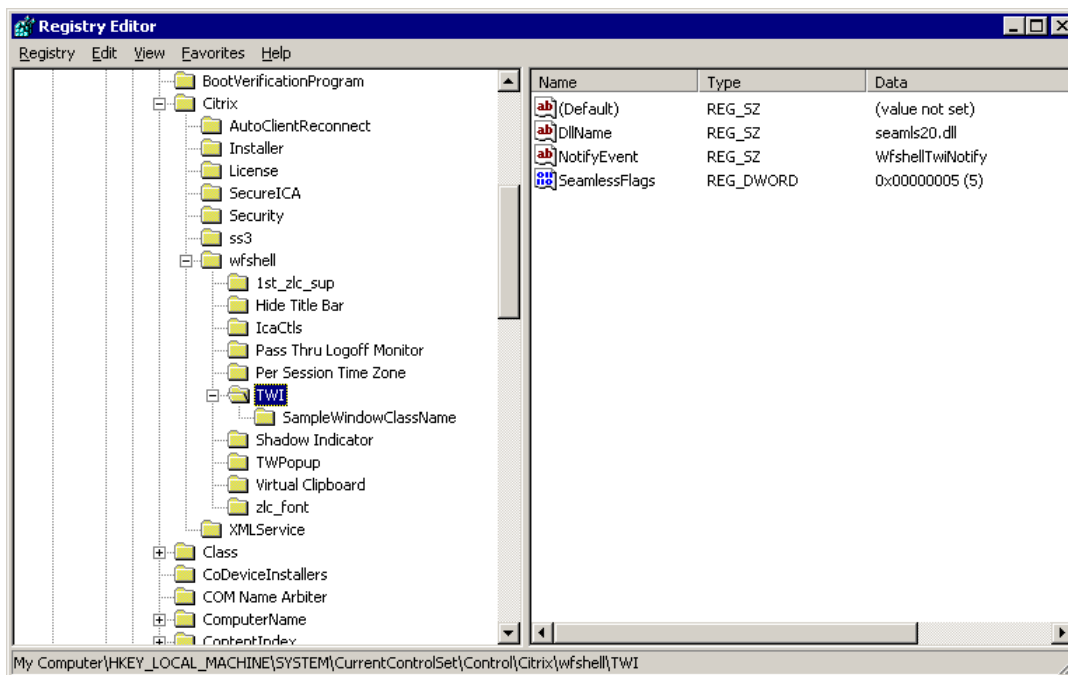 Registry Editor
Registry Edit View Favorites Help
BootVerificationProgram
Citrix
AutoClientReconnect
Installer
License
SecureICA
Security
ss3
wfshell
1st_zlc_sup
Hide Title Bar
IcaCtls
Pass Thru Logoff Monitor
Per Session Time Zone
TWI
SampleWindowClassName
Shadow Indicator
TWPopup
Virtual Clipboard
zlc_font
XMLService
Class
CoDeviceInstallers
COM Name Arbiter
ComputerName
ContentIndex
Name Type Data
(Default) REG_SZ (value not set)
DllName REG_SZ seamls20.dll
NotifyEvent REG_SZ WfshellTwiNotify
SeamlessFlags REG_DWORD 0x00000005 (5)
My Computer\HKEY_LOCAL_MACHINE\SYSTEM\CurrentControlSet\Control\Citrix\wfshell\TWI